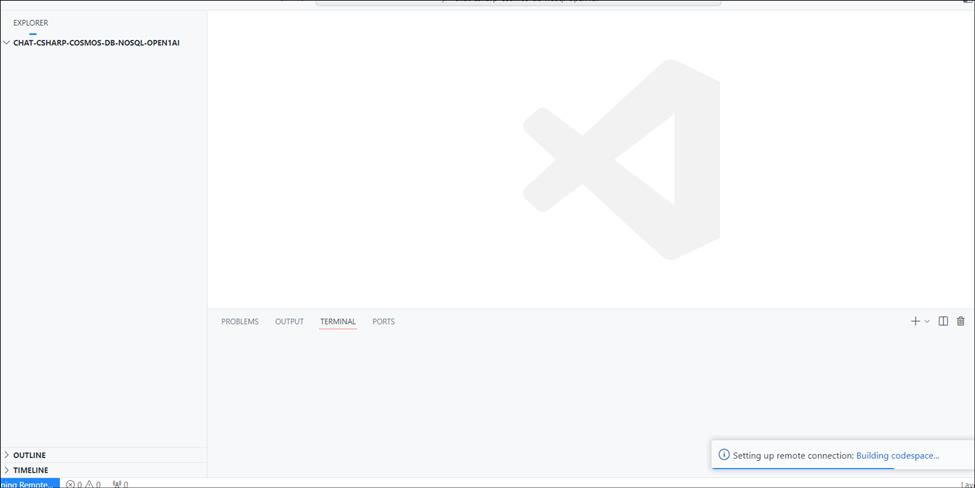 EXPLORER
CHAT-CSHARP-COSMOS-DB-NOSQL-OPEN1AI
PROBLEMS OUTPUT TERMINAL PORTS
OUTLINE
Setting up remote connection: Building codespace...
TIMELINE
Remote... 0 0 0